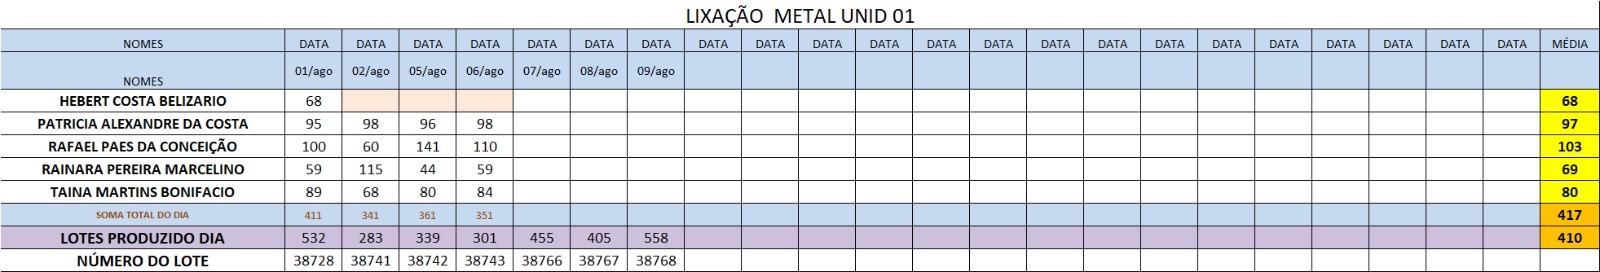 LIXAÇÃO METAL UNID 01
NOMES DATA DATA DATA DATA DATA DATA DATA DATA DATA DATA DATA DATA DATA DATA DATA DATA DATA DATA DATA DATA DATA DATA MÉDIA
NOMES 01/ago 02/ago 05/ago 06/ago 07/ago 08/ago 09/ago
HEBERT COSTA BELIZARIO 68 68
PATRICIA ALEXANDRE DA COSTA 95 98 96 98 97
RAFAEL PAES DA CONCEIÇÃO 100 60 141 110 103
RAINARA PEREIRA MARCELINO 59 115 44 59 69
TAINA MARTINS BONIFACIO 89 68 80 84 80
SOMA TOTAL DO DIA 411 341 361 351 417
LOTES PRODUZIDO DIA 532 283 339 301 455 405 558 410
NÚMERO DO LOTE 38728 38741 38742 38743 38766 38767 38768